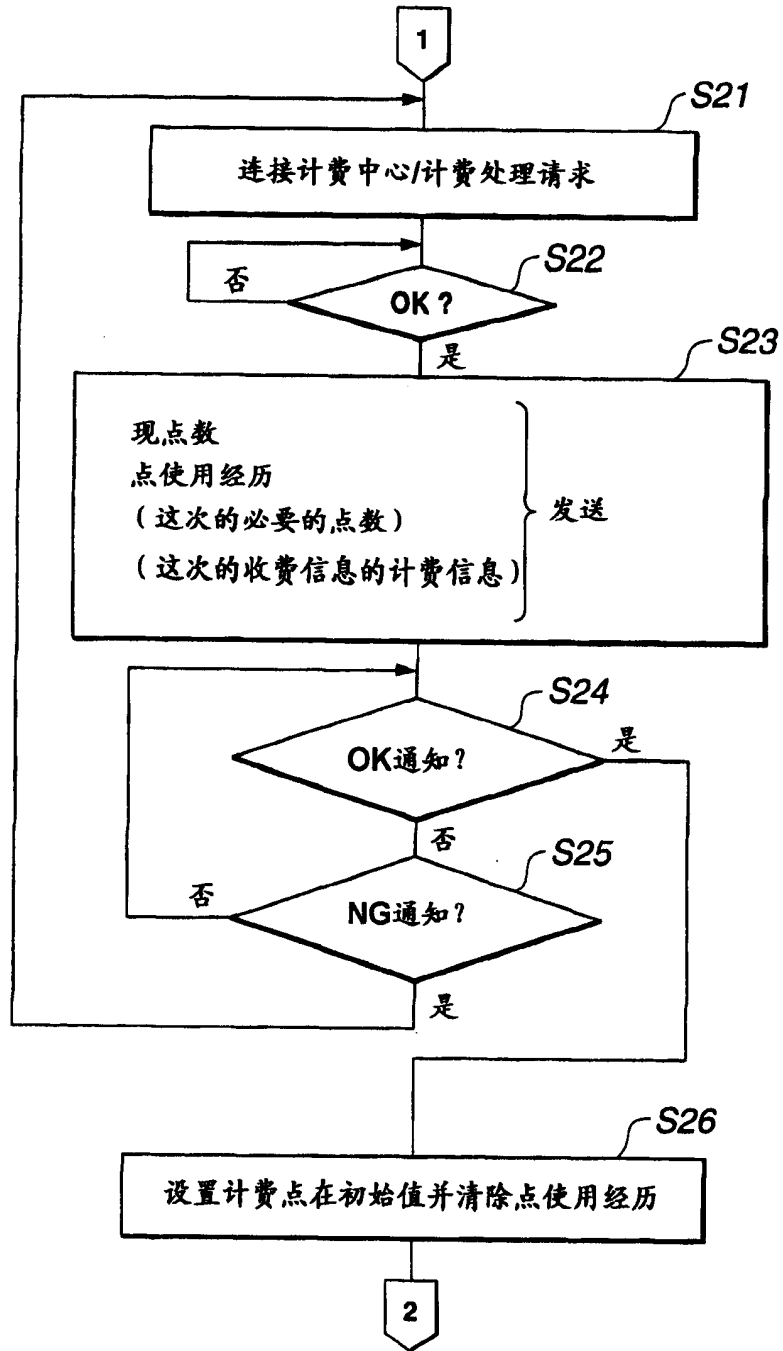 1
S21
连接计费中心/计费处理请求
S22
否
OK？
是
S23
现点数
点使用经历
（这次的必要的点数）
（这次的收费信息的计费信息）
发送
S24
OK通知？
是
否
S25
否
NG通知？
是
S26
设置计费点在初始值并清除点使用经历
2